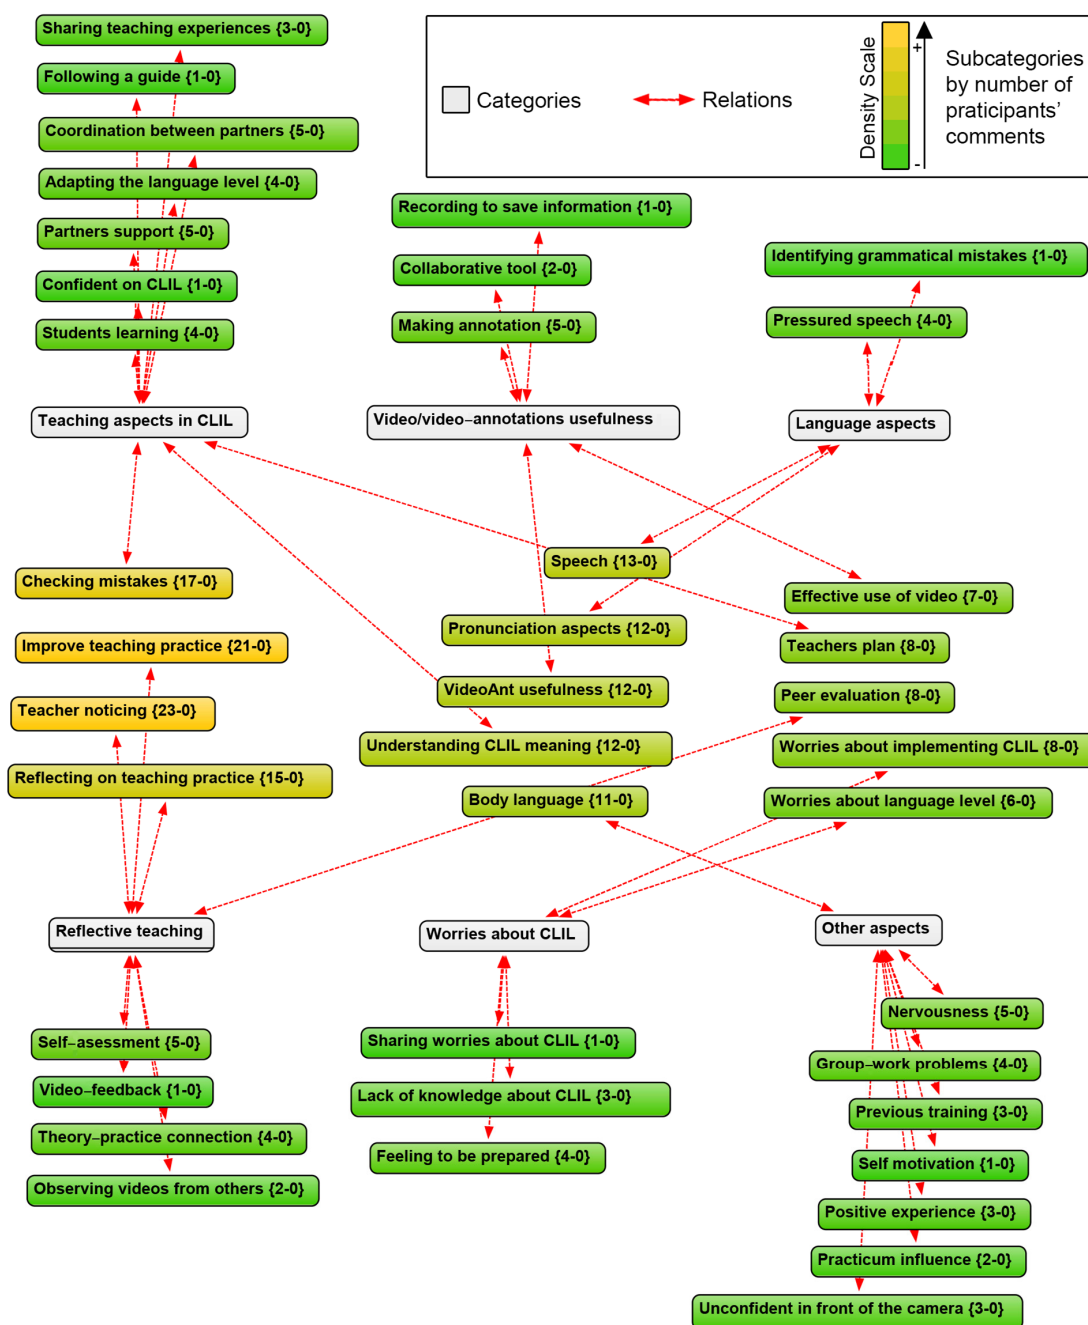 Sharing teaching experiences {3-0}
Following a guide {1-0}
Coordination between partners {5-0}
Adapting the language level {4-0}
Partners support {5-0}
Confident on CLIL {1-0}
Students learning {4-0}
Teaching aspects in CLIL
Categories
Relations
Density Scale
+
-
Subcategories
by number of
praticipants'
comments
Recording to save information {1-0}
Collaborative tool {2-0}
Making annotation {5-0}
Video/video–annotations usefulness
Identifying grammatical mistakes {1-0}
Pressured speech {4-0}
Language aspects
Checking mistakes {17-0}
Improve teaching practice {21-0}
Teacher noticing {23-0}
Reflecting on teaching practice {15-0}
Speech {13-0}
Pronunciation aspects {12-0}
VideoAnt usefulness {12-0}
Understanding CLIL meaning {12-0}
Body language {11-0}
Effective use of video {7-0}
Teachers plan {8-0}
Peer evaluation {8-0}
Worries about implementing CLIL {8-0}
Worries about language level {6-0}
Reflective teaching
Worries about CLIL
Other aspects
Self–asessment {5-0}
Video–feedback {1-0}
Theory–practice connection {4-0}
Observing videos from others {2-0}
Sharing worries about CLIL {1-0}
Lack of knowledge about CLIL {3-0}
Feeling to be prepared {4-0}
Nervousness {5-0}
Group–work problems {4-0}
Previous training {3-0}
Self motivation {1-0}
Positive experience {3-0}
Practicum influence {2-0}
Unconfident in front of the camera {3-0}